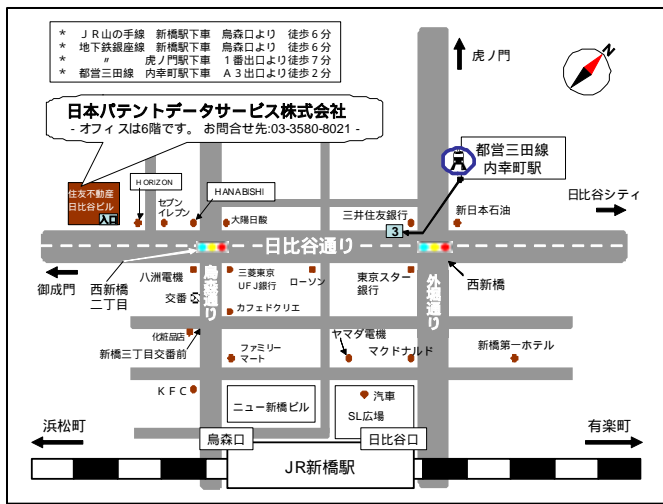 * ＪＲ山の手線 新橋駅下車 烏森口より 徒歩６分
* 地下鉄銀座線 新橋駅下車 烏森口より 徒歩６分
* 〃 虎ノ門駅下車 １番出口より徒歩７分
* 都営三田線 内幸町駅下車 Ａ３出口より徒歩２分
日本パテントデータサービス株式会社
- オフィスは6階です。 お問合せ先:03-3580-8021 -
虎ノ門
N
都営三田線
内幸町駅
住友不動産
日比谷ビル
入口
HORIZON
セブン
イレブン
HANABISHI
大陽日酸
三井住友銀行
3
新日本石油
日比谷シティ
日比谷通り
御成門
西新橋
二丁目
八洲電機
交番
烏森通り
三菱東京
ＵＦＪ銀行
ローソン
カフェドクリエ
東京スター
銀行
外堀通り
西新橋
化粧品店
新橋三丁目交番前
ファミリー
マート
ヤマダ電機
マクドナルド
新橋第一ホテル
ＫＦＣ
ニュー新橋ビル
汽車
SL広場
浜松町
烏森口
日比谷口
有楽町
JR新橋駅